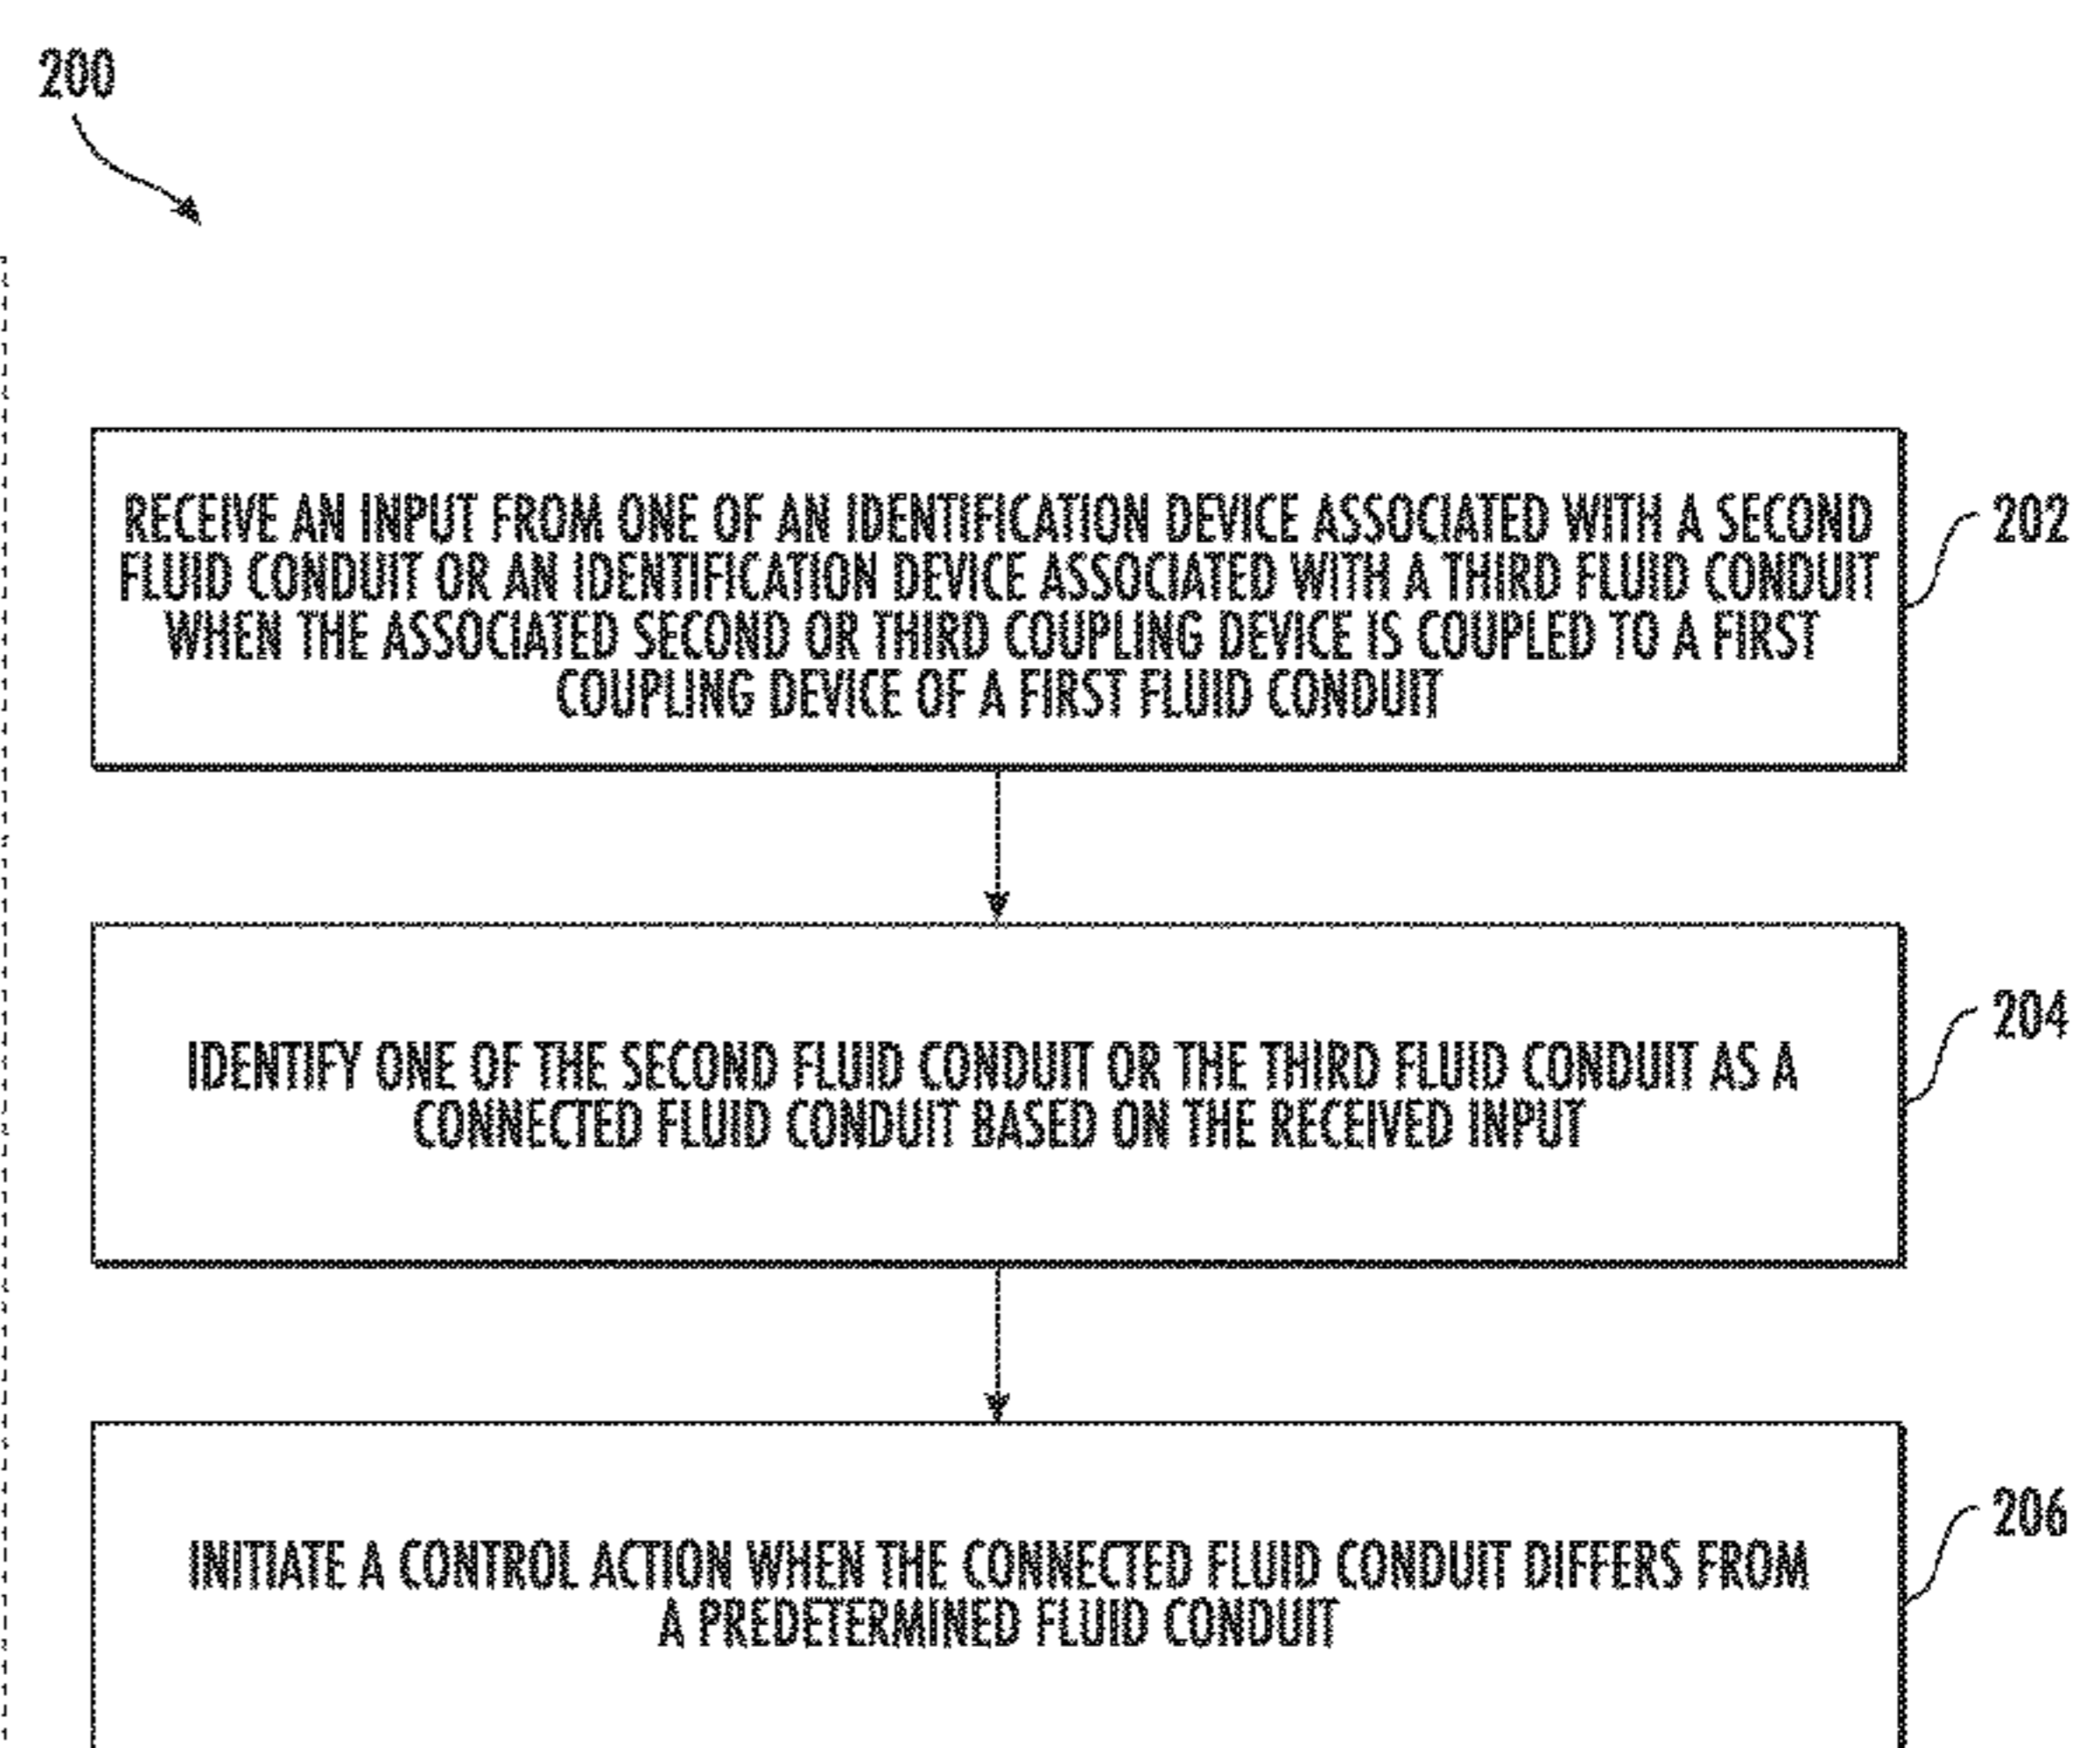 200
RECEIVE AN INPUT FROM ONE OF AN IDENTIFICATION DEVICE ASSOCIATED WITH A SECOND
FLUID CONDUIT OR AN IDENTIFICATION DEVICE ASSOCIATED WITH A THIRD FLUID CONDUIT
WHEN THE ASSOCIATED SECOND OR THIRD COUPLING DEVICE IS COUPLED TO A FIRST
COUPLING DEVICE OF A FIRST FLUID CONDUIT
202
IDENTIFY ONE OF THE SECOND FLUID CONDUIT OR THE THIRD FLUID CONDUIT AS A
CONNECTED FLUID CONDUIT BASED ON THE RECEIVED INPUT
204
INITIATE A CONTROL ACTION WHEN THE CONNECTED FLUID CONDUIT DIFFERS FROM
A PREDETERMINED FLUID CONDUIT
206